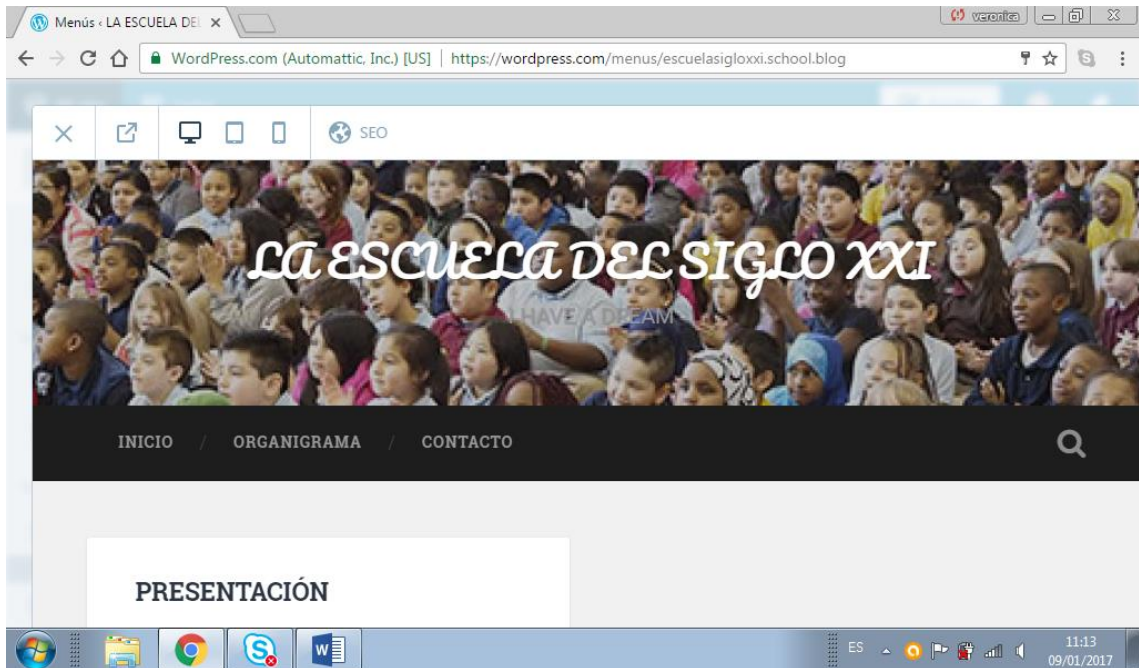 Menús ‹ LA ESCUELA DEL
veronica
WordPress.com (Automattic, Inc.) [US] | https://wordpress.com/menus/escuelasigloxxi.school.blog
SEO
LA ESCUELA DEL SIGLO XXI
I HAVE A DREAM
INICIO / ORGANIGRAMA / CONTACTO
PRESENTACIÓN
ES
11:13
09/01/2017